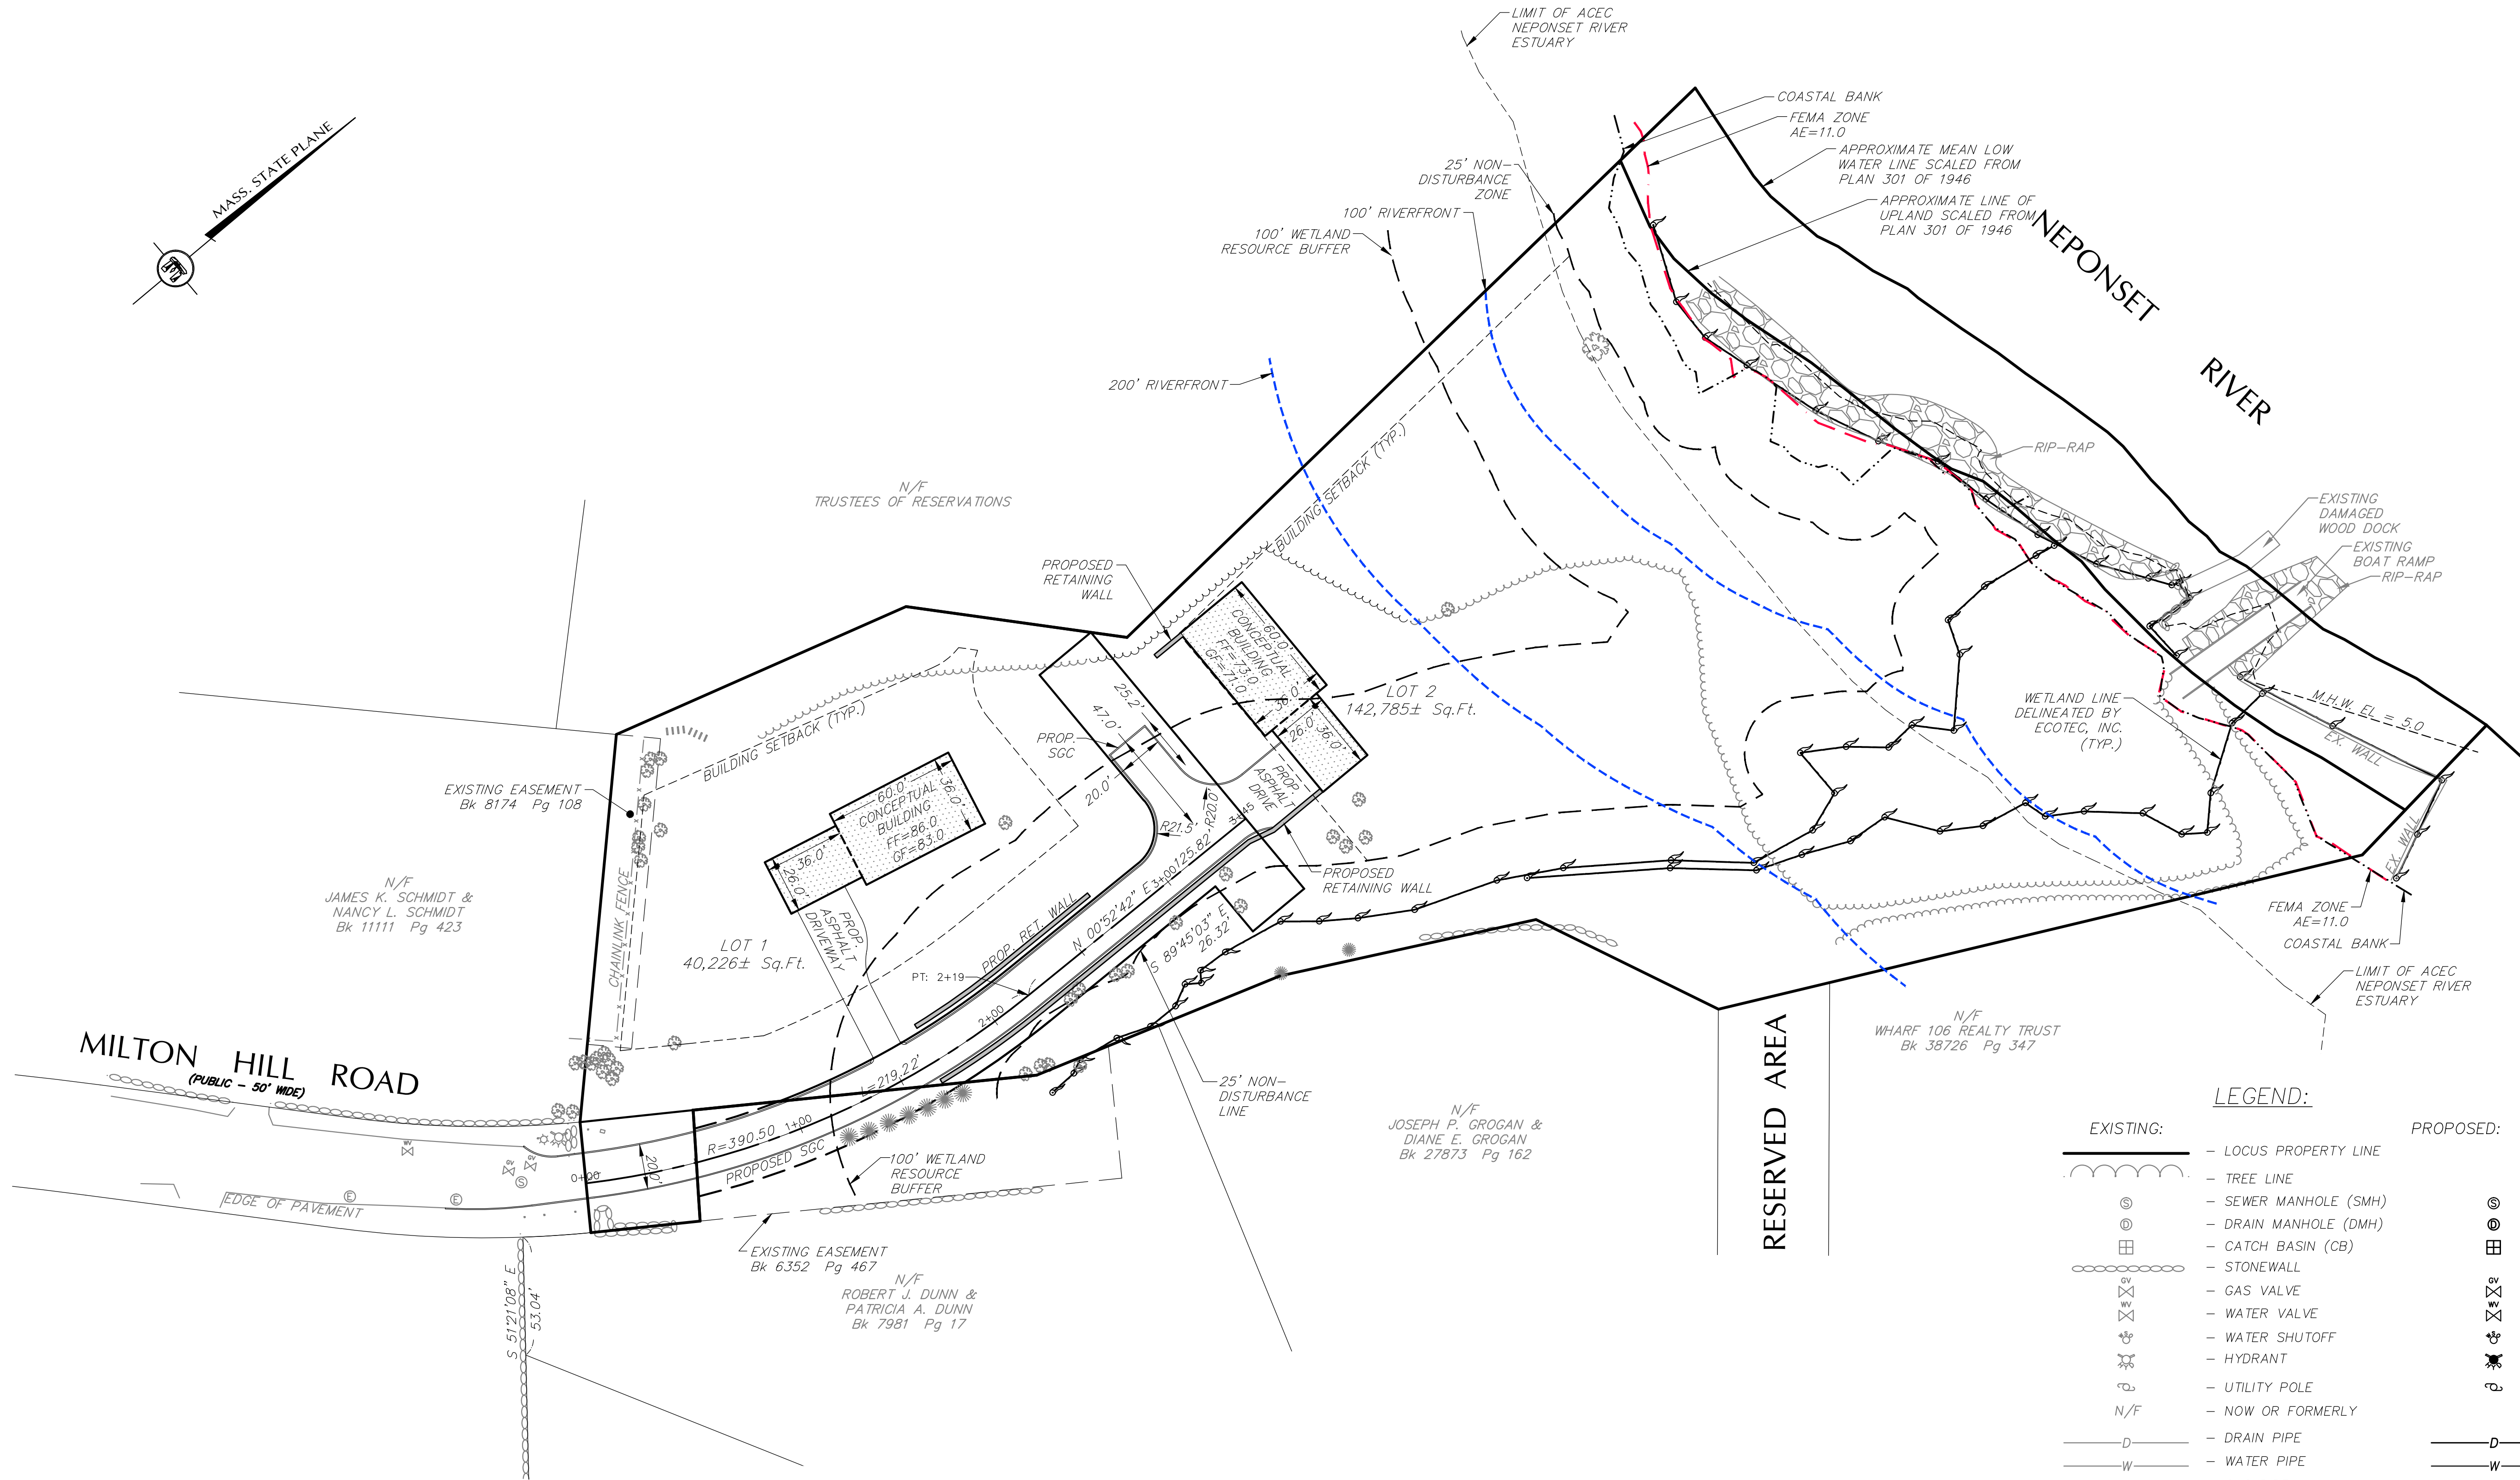 LIMIT OF ACEC
NEPONSET RIVER
ESTUARY
COASTAL BANK
FEMA ZONE
AE=11.0
APPROXIMATE MEAN LOW
WATER LINE SCALED FROM
PLAN 301 OF 1946
APPROXIMATE LINE OF
UPLAND SCALED FROM
PLAN 301 OF 1946
MASS. STATE PLANE
25' NON-
DISTURBANCE
ZONE
100' RIVERFRONT
100' WETLAND
RESOURCE BUFFER
200' RIVERFRONT
NEPONSET
RIVER
RIP-RAP
EXISTING
DAMAGED
WOOD DOCK
EXISTING
BOAT RAMP
RIP-RAP
N/F
TRUSTEES OF RESERVATIONS
BUILDING SETBACK (TYP.)
PROPOSED
RETAINING
WALL
60.0'
CONCEPTUAL
BUILDING
FF=73.0
GF=71.0
36.0'
26.0'
36.0'
LOT 2
142,785± Sq.Ft.
WETLAND LINE
DELINEATED BY
ECOTEC, INC.
(TYP.)
M.H.W. EL = 5.0
EX. WALL
EX. WALL
25.2'
47.0'
20.0'
PROP.
SGC
BUILDING SETBACK (TYP.)
EXISTING EASEMENT
Bk 8174 Pg 108
60.0'
CONCEPTUAL
BUILDING
FF=86.0
GF=83.0
36.0'
36.0'
26.0'
PROP.
ASPHALT
DRIVE
R21.5'
R20.0'
3+45
125.82'
3+00
N 00°52'42" E
PROPOSED
RETAINING WALL
N/F
JAMES K. SCHMIDT &
NANCY L. SCHMIDT
Bk 11111 Pg 423
CHAINLINK FENCE
LOT 1
40,226± Sq.Ft.
PROP.
ASPHALT
DRIVEWAY
PROP. RET. WALL
PT: 2+19
2+00
S 89°45'03" E
26.32'
FEMA ZONE
AE=11.0
COASTAL BANK
LIMIT OF ACEC
NEPONSET RIVER
ESTUARY
N/F
WHARF 106 REALTY TRUST
Bk 38726 Pg 347
RESERVED AREA
MILTON HILL ROAD
(PUBLIC - 50' WIDE)
L=219.22'
R=390.50
1+00
0+00
20.0'
PROPOSED SGC
25' NON-
DISTURBANCE
LINE
100' WETLAND
RESOURCE
BUFFER
N/F
JOSEPH P. GROGAN &
DIANE E. GROGAN
Bk 27873 Pg 162
EDGE OF PAVEMENT
EXISTING EASEMENT
Bk 6352 Pg 467
N/F
ROBERT J. DUNN &
PATRICIA A. DUNN
Bk 7981 Pg 17
S 51°21'08" E
53.04'
WV
GV
GV
S
E
E
LEGEND:
EXISTING:
PROPOSED:
- LOCUS PROPERTY LINE
- TREE LINE
S - SEWER MANHOLE (SMH) S
D - DRAIN MANHOLE (DMH) D
- CATCH BASIN (CB)
- STONEWALL
GV - GAS VALVE GV
WV - WATER VALVE WV
- WATER SHUTOFF
- HYDRANT
- UTILITY POLE
N/F - NOW OR FORMERLY
D - DRAIN PIPE D
W - WATER PIPE W